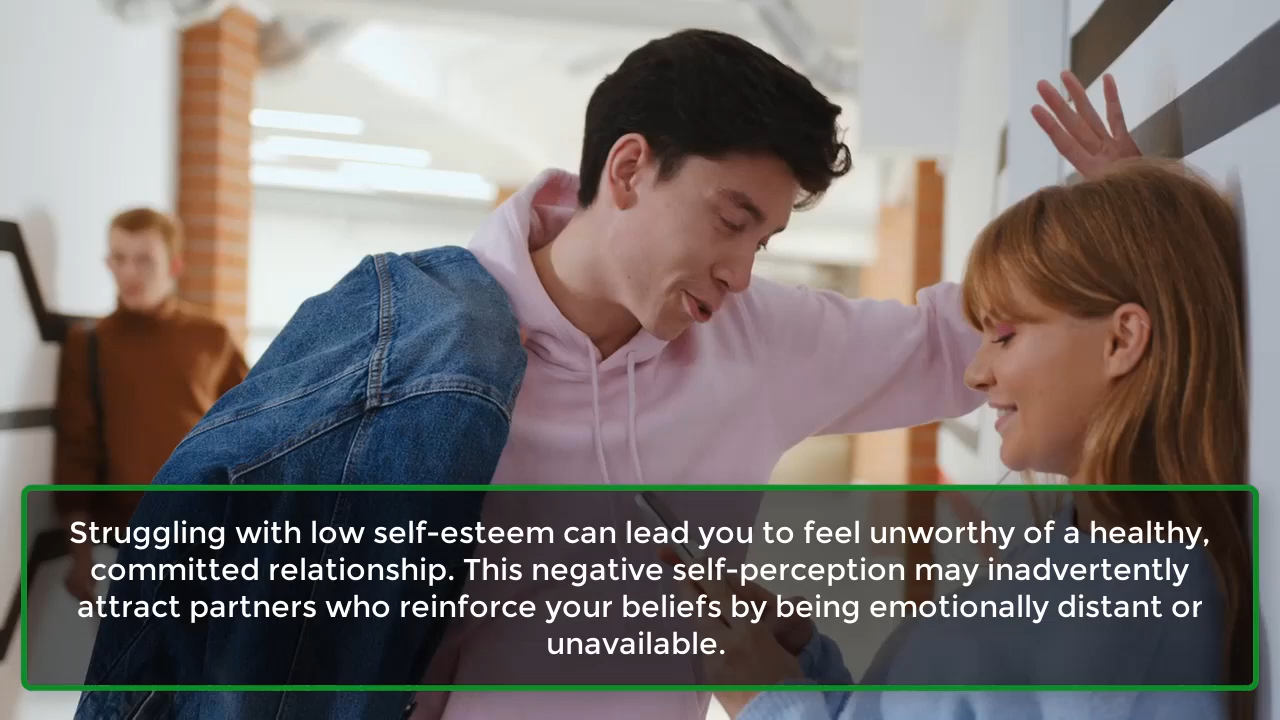 Struggling with low self-esteem can lead you to feel unworthy of a healthy,
committed relationship. This negative self-perception may inadvertently
attract partners who reinforce your beliefs by being emotionally distant or
unavailable.